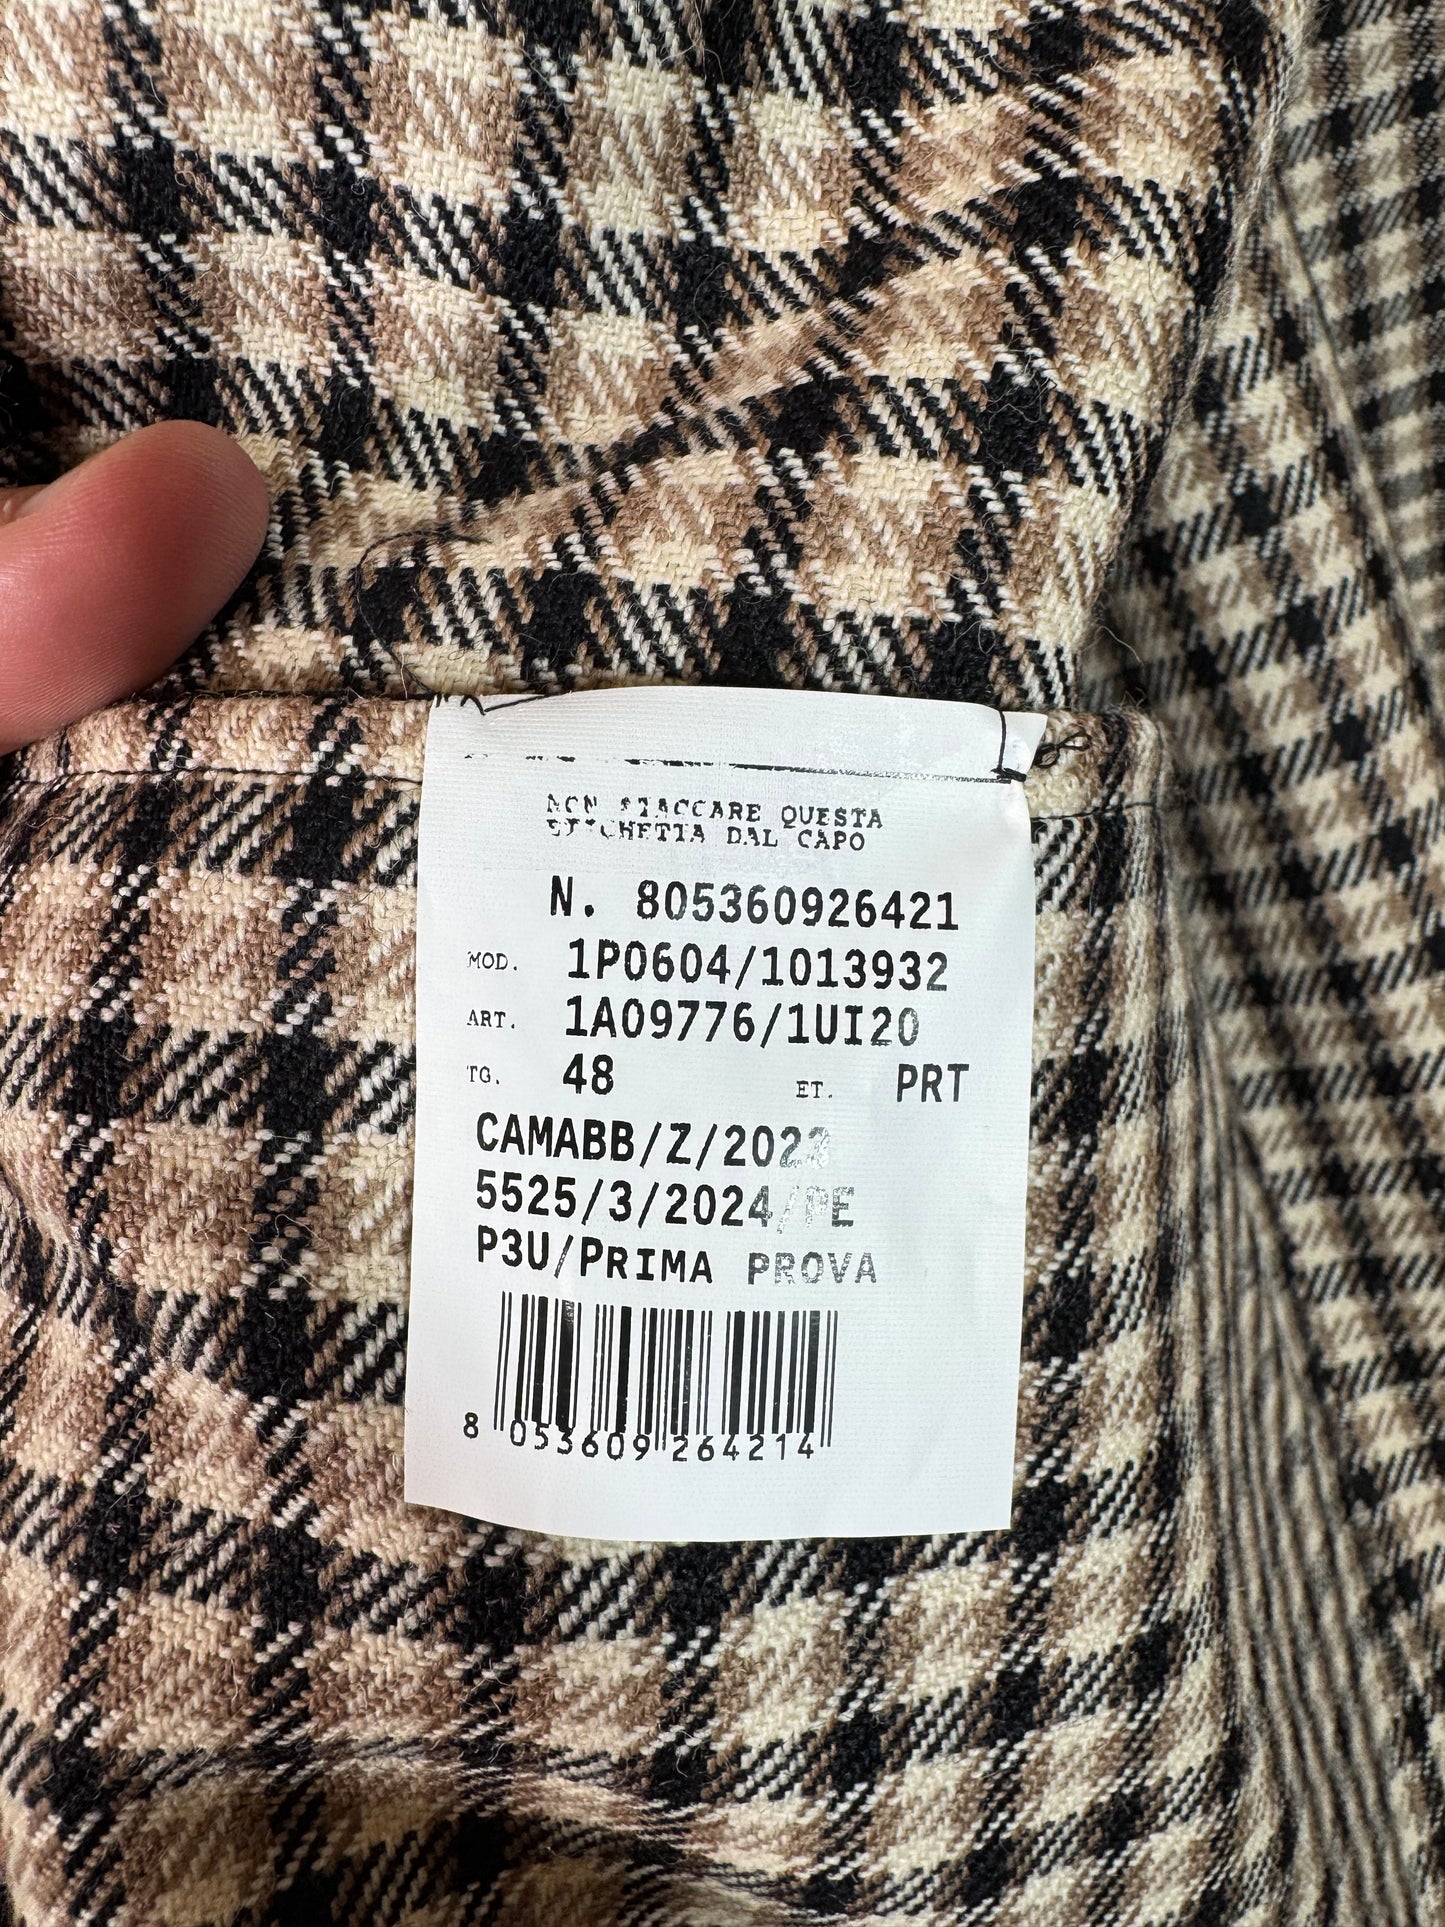 NON STACCARE QUESTA
ETICHETTA DAL CAPO
N. 805360926421
MOD. 1P0604/1013932
ART. 1A09776/1UI20
TG. 48 ET. PRT
CAMABB/Z/2023
5525/3/2024/PE
P3U/PRIMA PROVA
8 053609 264214